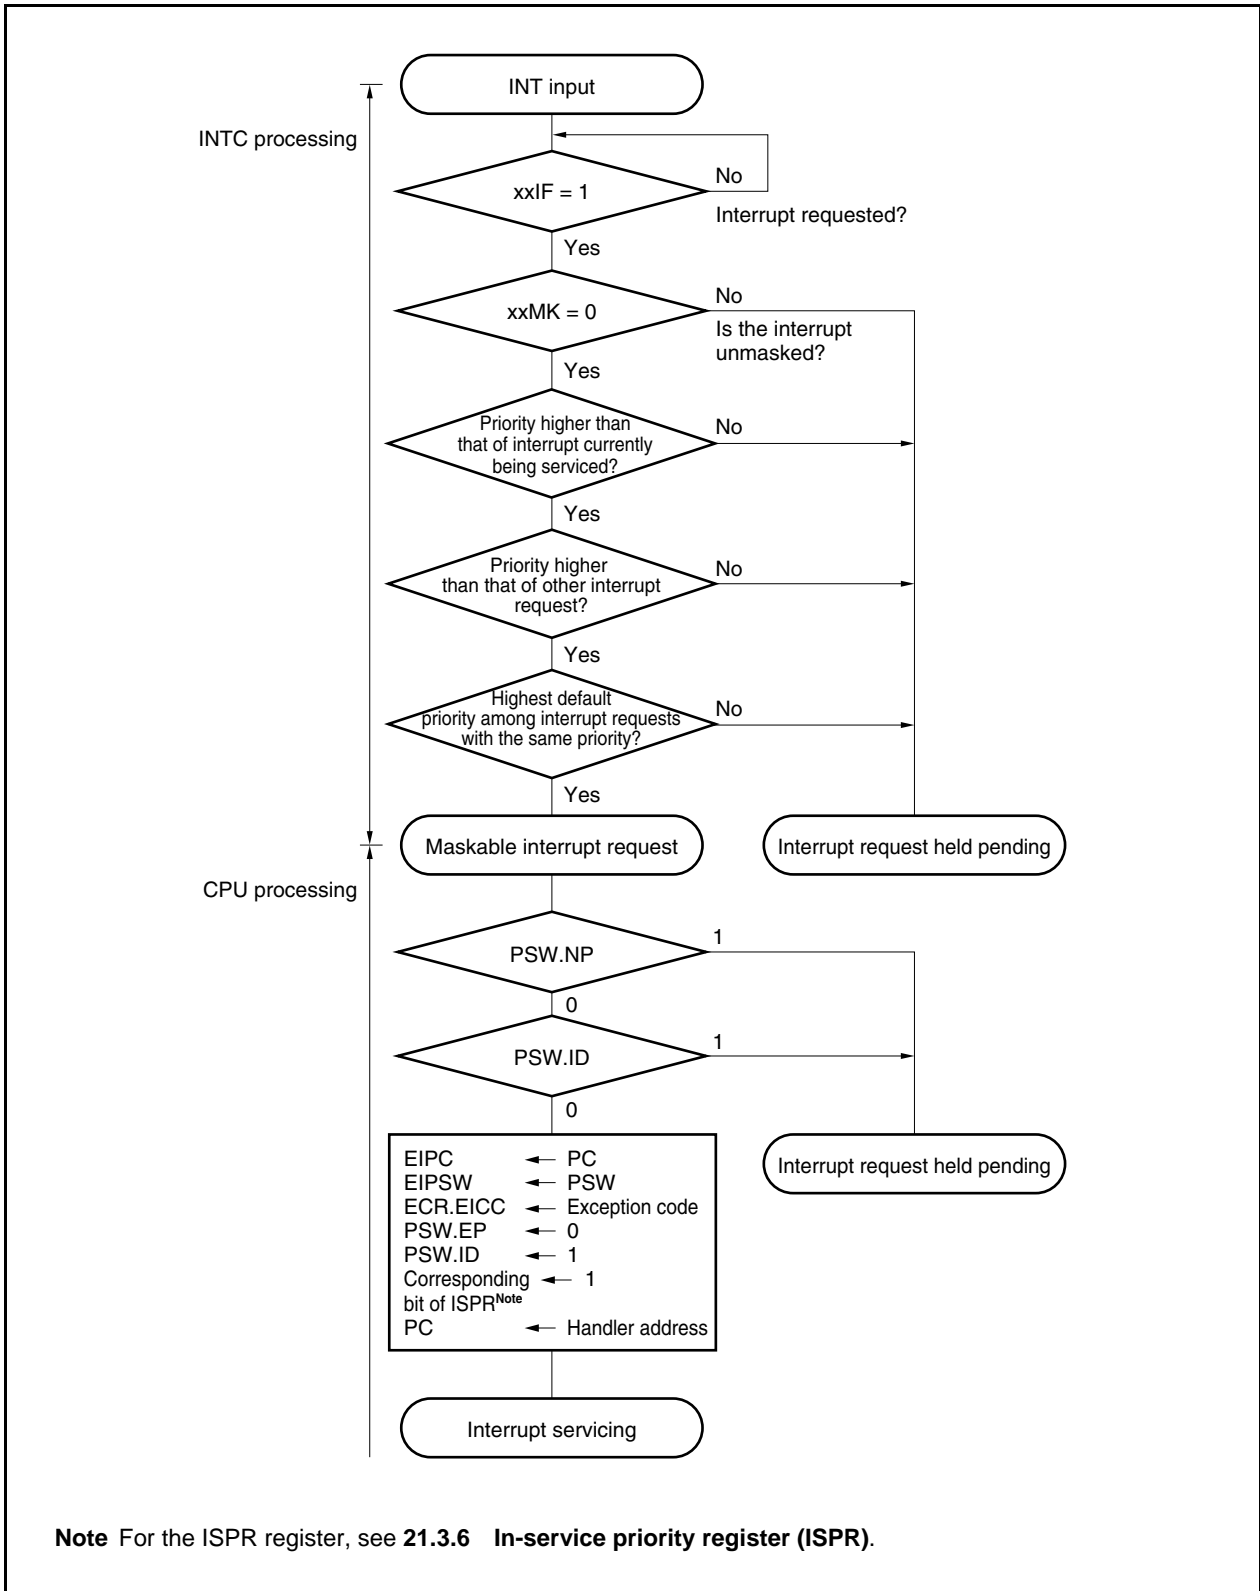 INT input
INTC processing
xxIF = 1
No
Interrupt requested?
Yes
xxMK = 0
No
Is the interrupt
unmasked?
Yes
Priority higher than
that of interrupt currently
being serviced?
No
Yes
Priority higher
than that of other interrupt
request?
No
Yes
Highest default
priority among interrupt requests
with the same priority?
No
Yes
Maskable interrupt request
Interrupt request held pending
CPU processing
PSW.NP
1
0
PSW.ID
1
0
EIPC ← PC
EIPSW ← PSW
ECR.EICC ← Exception code
PSW.EP ← 0
PSW.ID ← 1
Corresponding ← 1
bit of ISPRNote
PC ← Handler address
Interrupt request held pending
Interrupt servicing
Note For the ISPR register, see 21.3.6 In-service priority register (ISPR).